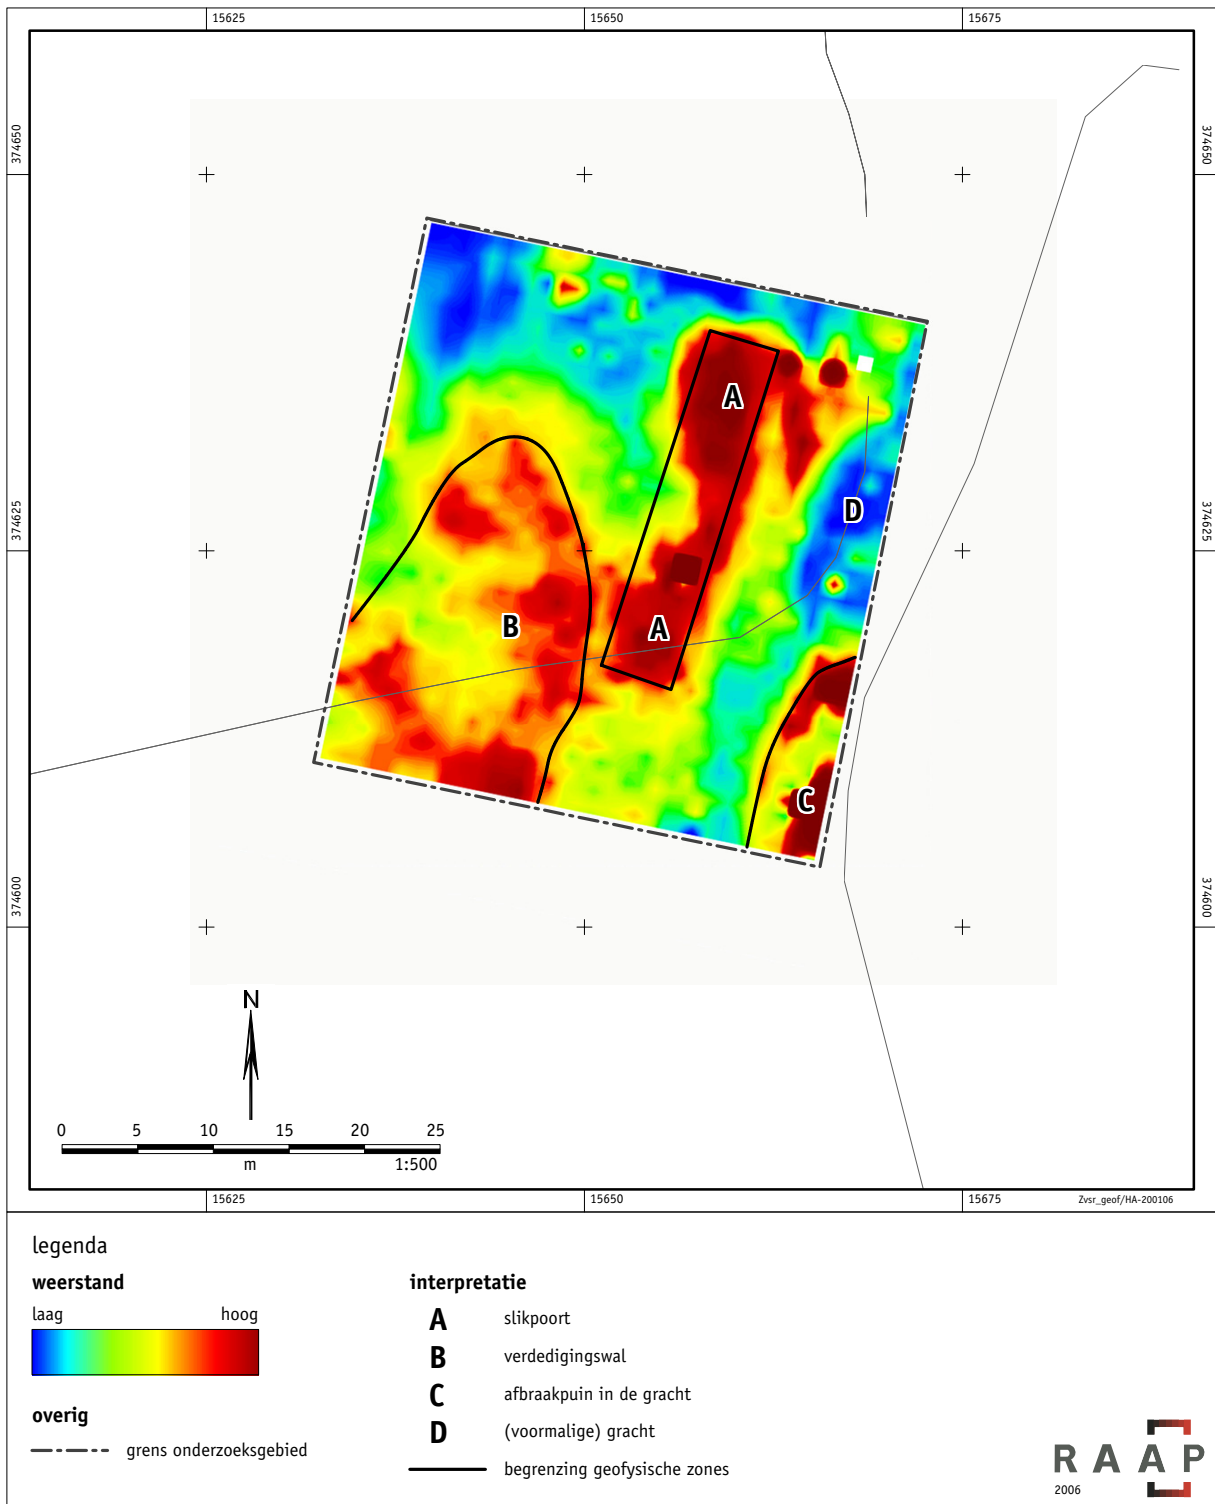 15625 15650 15675
374650 374650
A
D
374625 374625
B A
C
374600 374600
N
0 5 10 15 20 25
m 1:500
15625 15650 15675 Zvsr_geof/HA-200106
legenda
weerstand interpretatie
laag hoog A slikpoort
B verdedigingswal
C afbraakpuin in de gracht
overig D (voormalige) gracht
grens onderzoeksgebied begrenzing geofysische zones
RAAP
2006